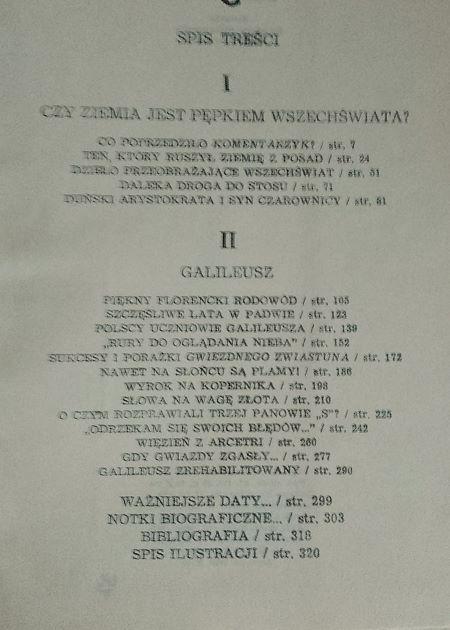 SPIS TREŚCI
I
CZY ZIEMIA JEST PĘPKIEM WSZECHŚWIATA?
CO POPRZEDZIŁO KOMENTARZYK? / str. 7
TEN, KTÓRY RUSZYŁ ZIEMIĘ Z POSAD / str. 24
DZIEŁO PRZEOBRAŻAJĄCE WSZECHŚWIAT / str. 51
DALEKA DROGA DO STOSU / str. 71
DUŃSKI ARYSTOKRATA I SYN CZAROWNICY / str. 81
II
GALILEUSZ
PIĘKNY FLORENCKI RODOWÓD / str. 105
SZCZĘŚLIWE LATA W PADWIE / str. 123
POLSCY UCZNIOWIE GALILEUSZA / str. 139
„RURY DO OGLĄDANIA NIEBA” / str. 152
SUKCESY I PORAŻKI GWIEZDNEGO ZWIASTUNA / str. 172
NAWET NA SŁOŃCU SĄ PLAMY! / str. 186
WYROK NA KOPERNIKA / str. 198
SŁOWA NA WAGĘ ZŁOTA / str. 210
O CZYM ROZPRAWIALI TRZEJ PANOWIE „S”? / str. 225
„ODRZEKAM SIĘ SWOICH BŁĘDÓW...” / str. 242
WIĘZIEŃ Z ARCETRI / str. 260
GDY GWIAZDY ZGASŁY... / str. 277
GALILEUSZ ZREHABILITOWANY / str. 290
WAŻNIEJSZE DATY... / str. 299
NOTKI BIOGRAFICZNE... / str. 303
BIBLIOGRAFIA / str. 318
SPIS ILUSTRACJI / str. 320